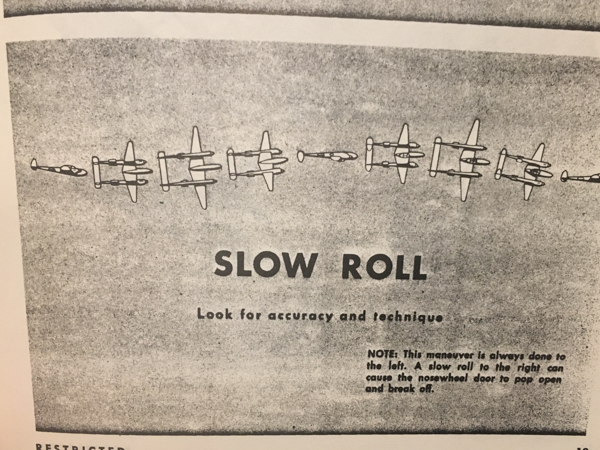 SLOW ROLL
Look for accuracy and technique
NOTE: This maneuver is always done to
the left. A slow roll to the right can
cause the nosewheel door to pop open
and break off.
RESTRICTED